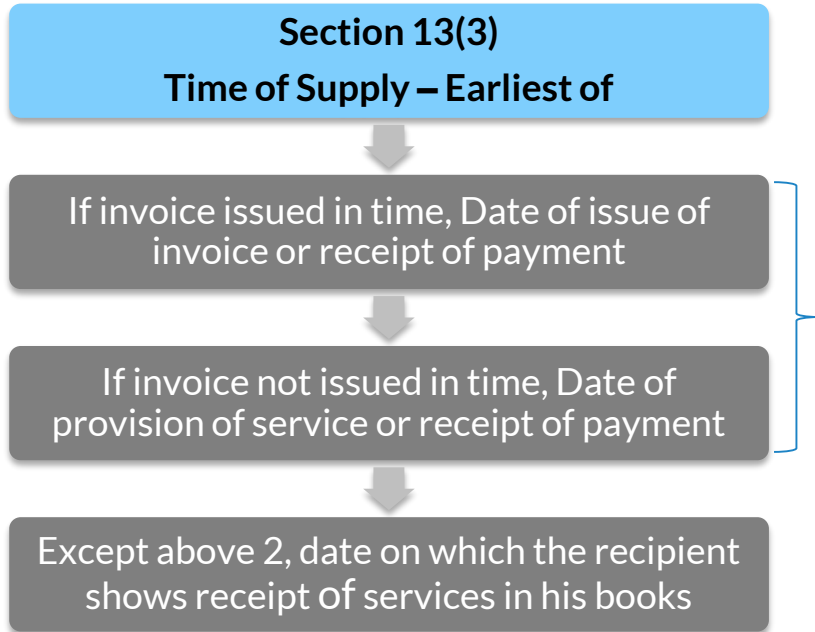 Section 13(3)
Time of Supply – Earliest of
If invoice issued in time, Date of issue of
invoice or receipt of payment
If invoice not issued in time, Date of
provision of service or receipt of payment
Except above 2, date on which the recipient
shows receipt of services in his books